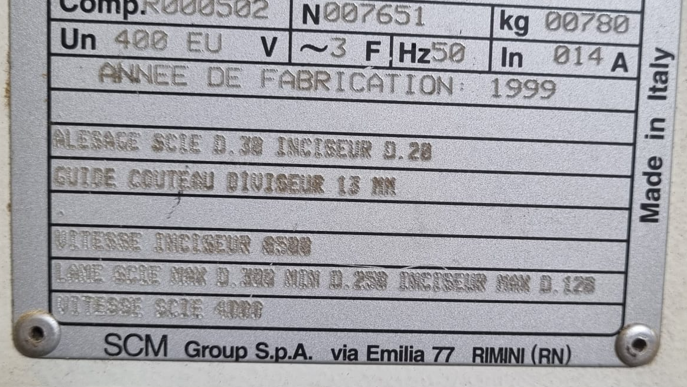 Comp.R000502 N007651 kg 00780
Un 400 EU V ~3 F Hz50 In 014 A
ANNEE DE FABRICATION: 1999
ALESAGE SCIE D.30 INCISEUR D.20
GUIDE COUTEAU DIVISEUR 13 MM
VITESSE INCISEUR 8500
LAME SCIE MAX D.300 MIN D.250 INCISEUR MAX D.120
VITESSE SCIE 4000
SCM Group S.p.A. via Emilia 77 RIMINI (RN)
Made in Italy